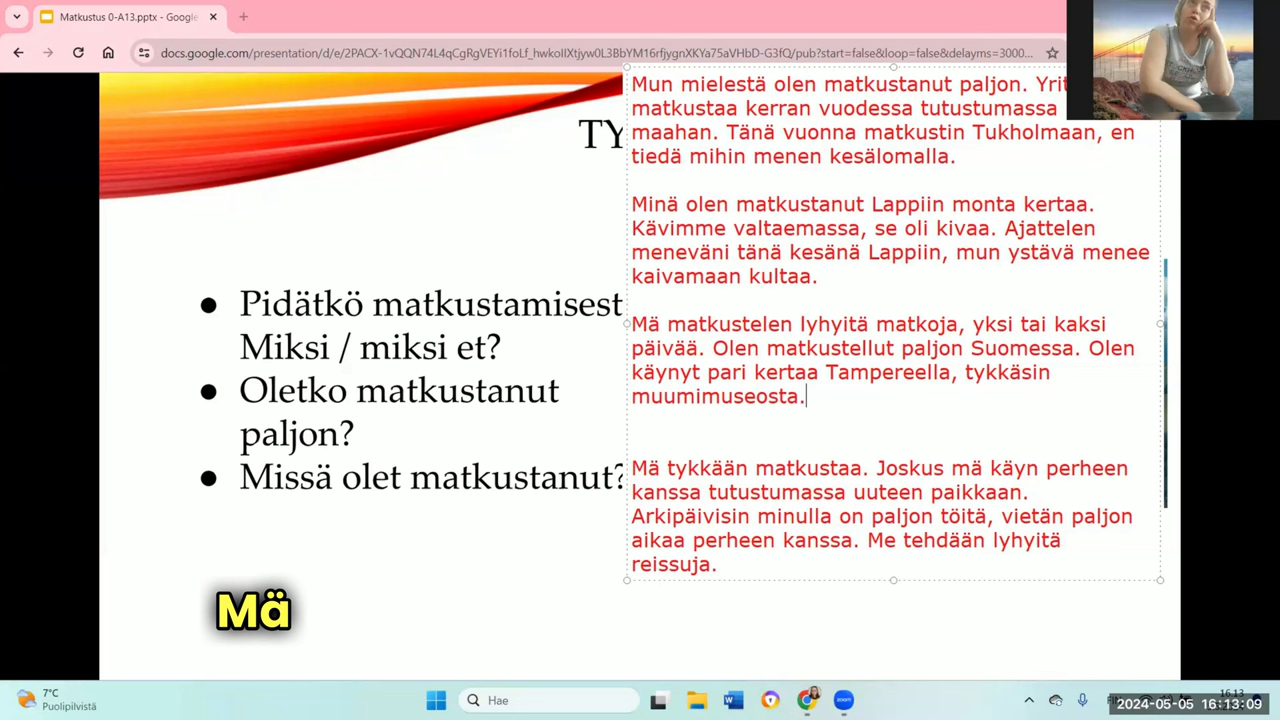 Matkustus 0-A13.pptx - Google
docs.google.com/presentation/d/e/2PACX-1vQQN74L4qCgRgVEYi1foLf_hwkoIIXtjyw0L3BbYM16rfjygnXKYa75aVHbD-G3fQ/pub?start=false&loop=false&delayms=3000...
TY
Pidätkö matkustamisest
Miksi / miksi et?
Oletko matkustanut
paljon?
Missä olet matkustanut?
Mun mielestä olen matkustanut paljon.
matkustaa kerran vuodessa tutustumassa
maahan. Tänä vuonna matkustin Tukholmaan, en
tiedä mihin menen kesälomalla.
Minä olen matkustanut Lappiin monta kertaa.
Kävimme valtaemassa, se oli kivaa. Ajattelen
meneväni tänä kesänä Lappiin, mun ystävä menee
kaivamaan kultaa.
Mä matkustelen lyhyitä matkoja, yksi tai kaksi
päivää. Olen matkustellut paljon Suomessa. Olen
käynyt pari kertaa Tampereella, tykkäsin
muumimuseosta.
Mä tykkään matkustaa. Joskus mä käyn perheen
kanssa tutustumassa uuteen paikkaan.
Arkipäivisin minulla on paljon töitä, vietän paljon
aikaa perheen kanssa. Me tehdään lyhyitä
reissuja.
Mä
7°C
Puolipilvistä
Hae
16.13
2024-05-05 16:13:09